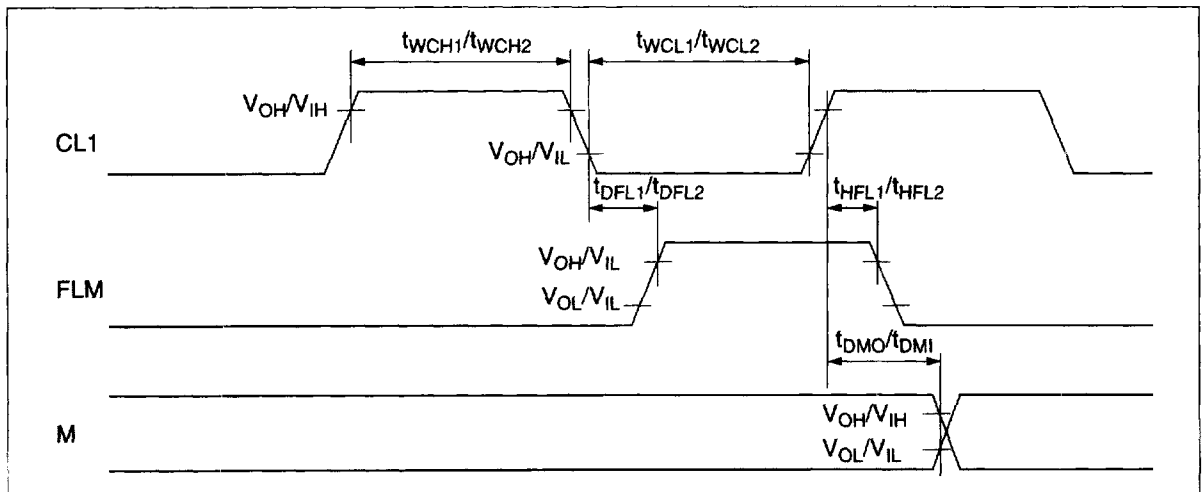 tWCH1/tWCH2
tWCL1/tWCL2
VOH/VIH
CL1
VOH/VIL
tDFL1/tDFL2
tHFL1/tHFL2
VOH/VIL
FLM
VOL/VIL
tDMO/tDMI
VOH/VIH
M
VOL/VIL